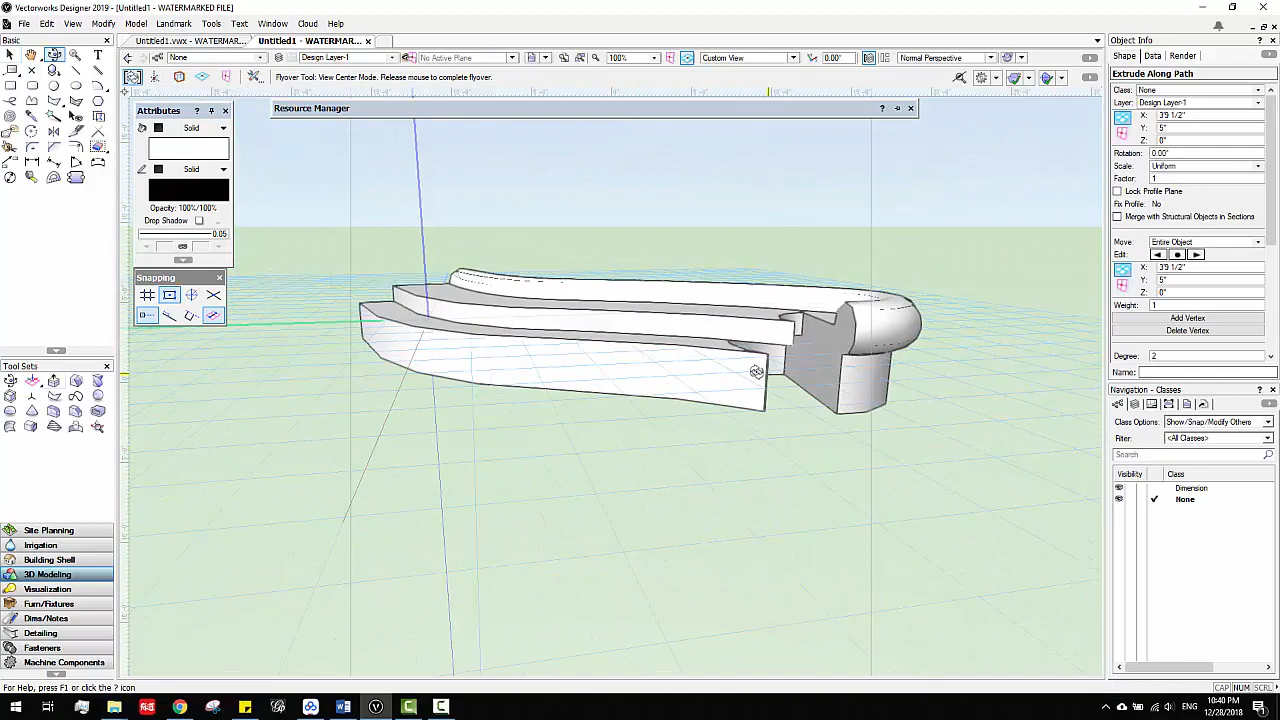 Vectorworks Designer 2019 - [Untitled1 - WATERMARKED FILE]
File Edit View Modify Model Landmark Tools Text Window Cloud Help
Basic
Untitled1.vwx - WATERMAR...
Untitled1 - WATERMARK...
None
Design Layer-1
No Active Plane
100%
Custom View
0.00°
Normal Perspective
Flyover Tool: View Center Mode. Release mouse to complete flyover.
Attributes ?
Solid
Solid
Opacity: 100%/100%
Drop Shadow
0.05
Snapping
Resource Manager ?
Tool Sets
Site Planning
Irrigation
Building Shell
3D Modeling
Visualization
Furn/Fixtures
Dims/Notes
Detailing
Fasteners
Machine Components
Object Info
Shape Data Render
Extrude Along Path
Class: None
Layer: Design Layer-1
X: 3'9 1/2"
Y: 5"
Z: 0"
Rotation: 0.00°
Scale: Uniform
Factor: 1
Lock Profile Plane
Fix Profile: No
Merge with Structural Objects in Sections
Move: Entire Object
Edit:
X: 3'9 1/2"
Y: 5"
Z: 0"
Weight: 1
Add Vertex
Delete Vertex
Degree: 2
Name:
Navigation - Classes
Class Options: Show/Snap/Modify Others
Filter: <All Classes>
Search
Visibility Class
Dimension
None
For Help, press F1 or click the ? icon
CAP NUM SCRL
ENG
10:40 PM
12/28/2018